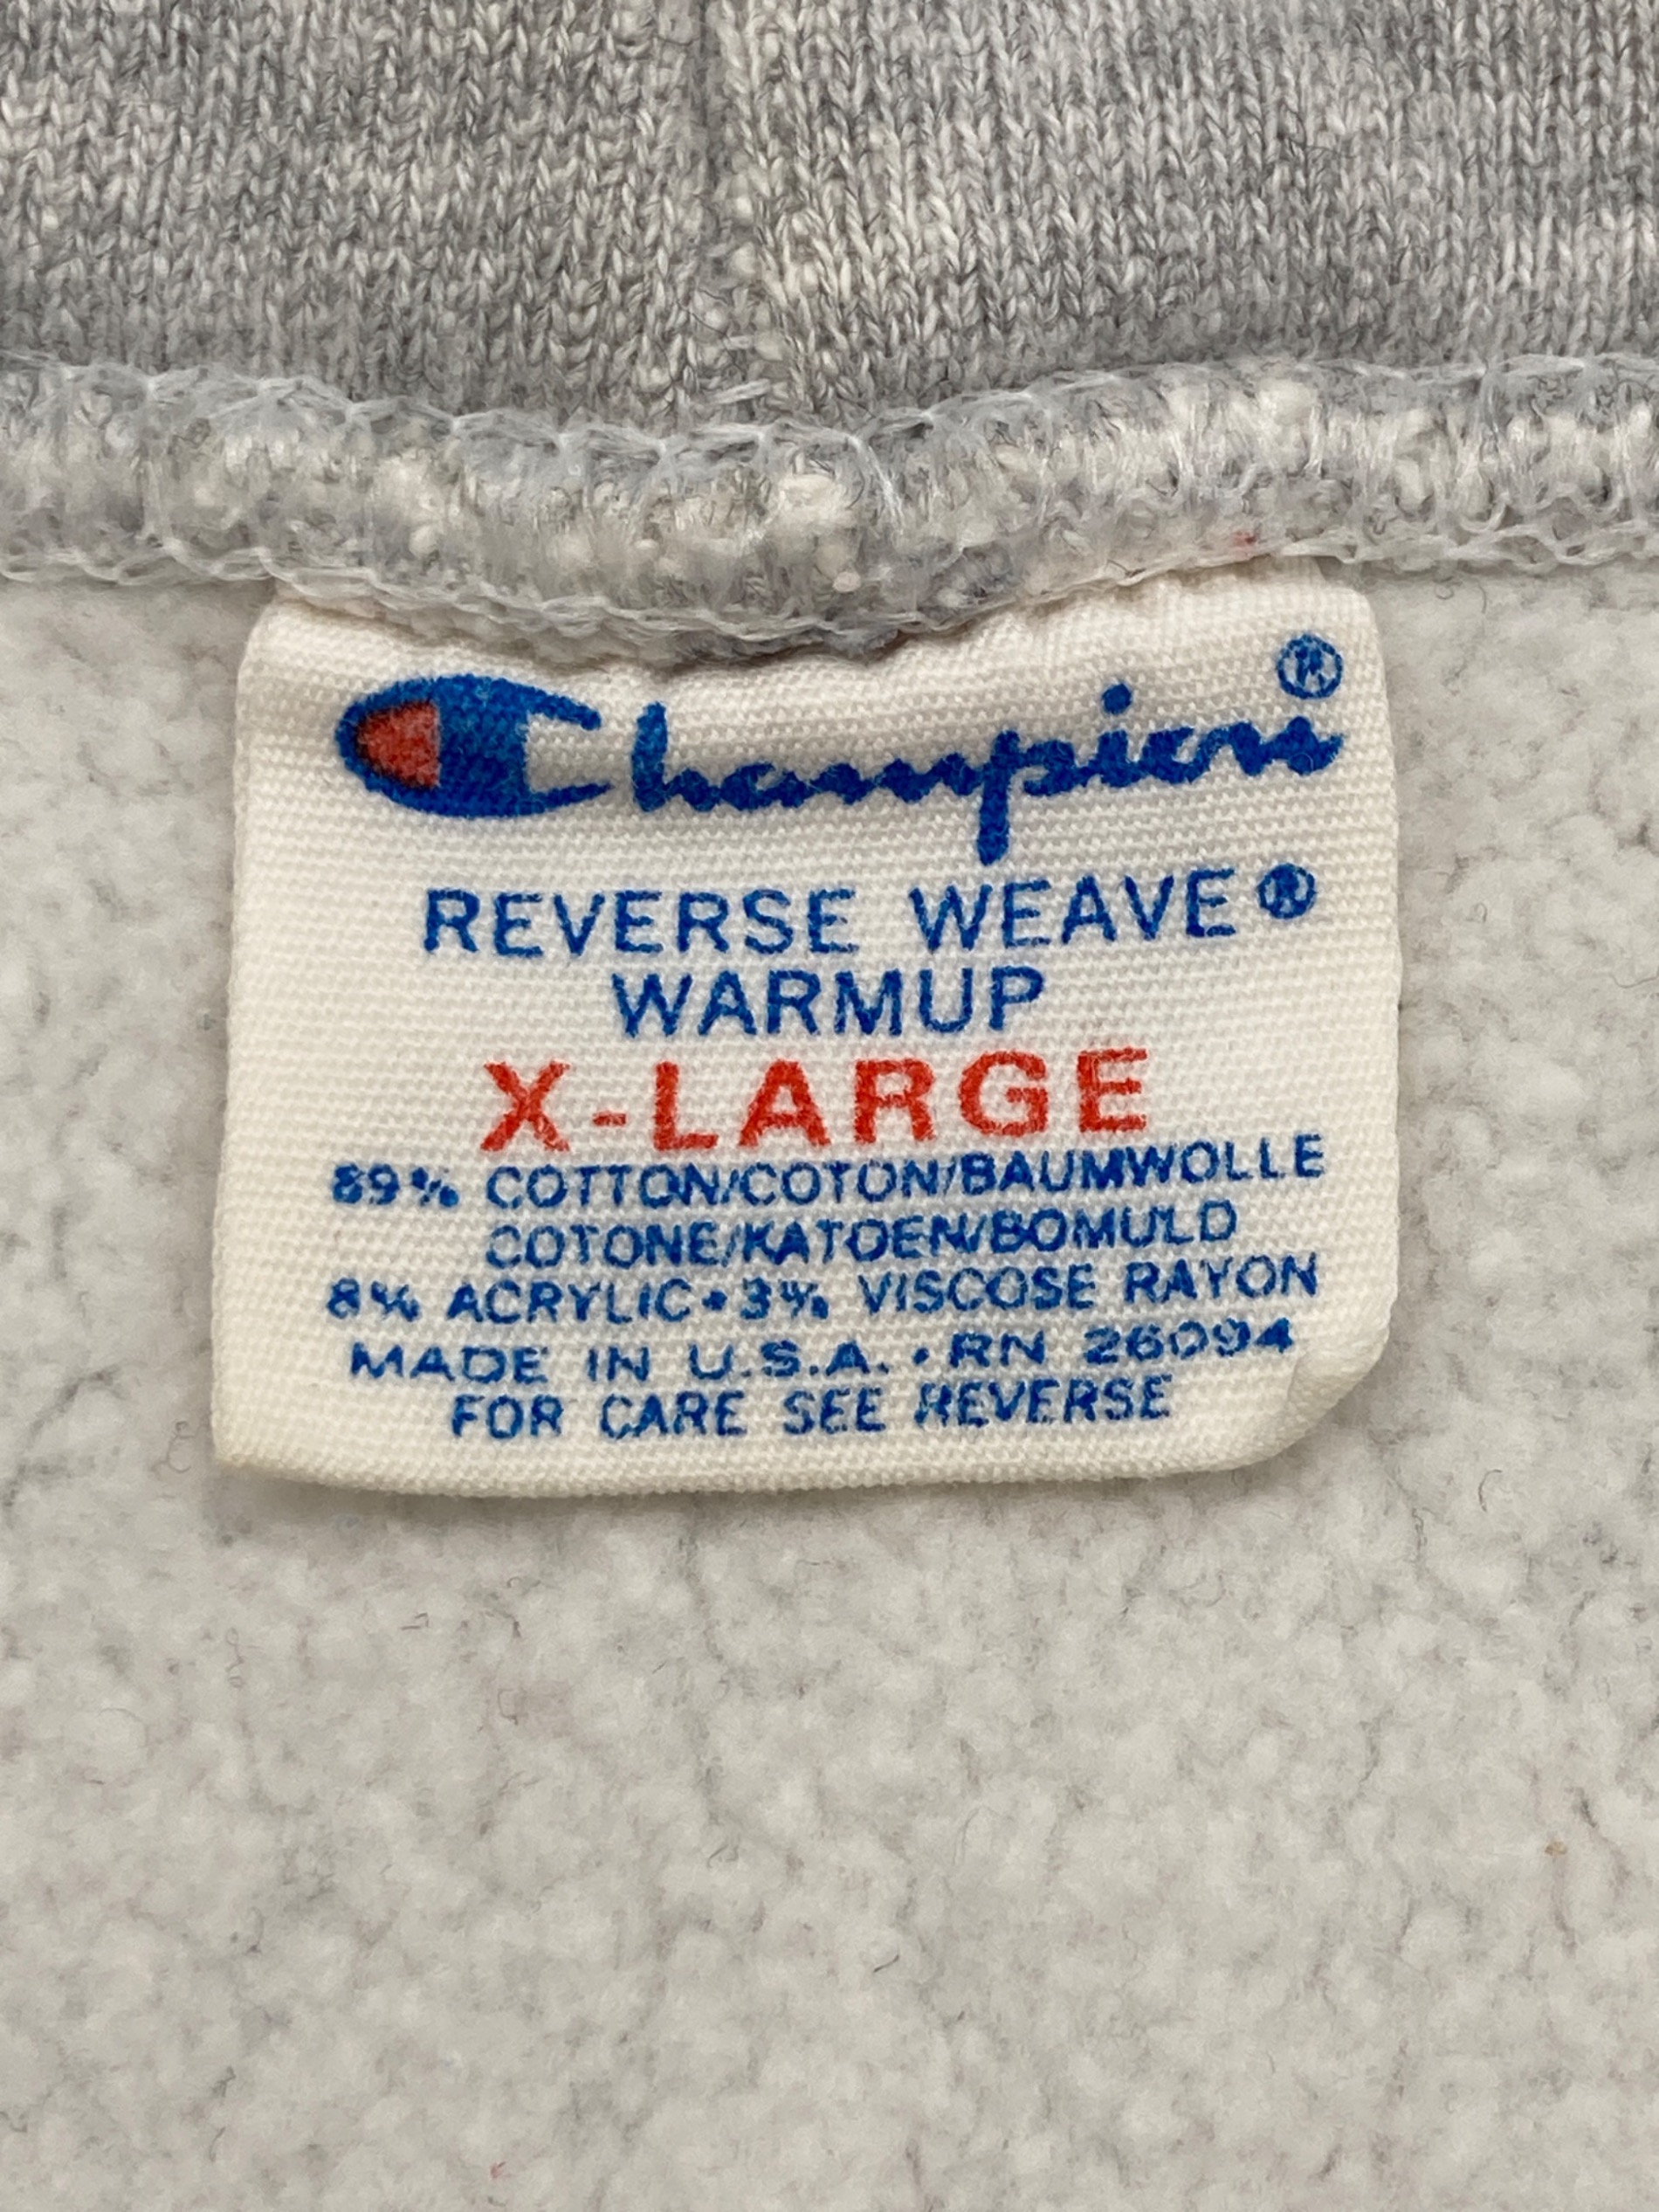 Champion®
REVERSE WEAVE®
WARMUP
X-LARGE
89% COTTON/COTON/BAUMWOLLE
COTONE/KATOEN/BOMULD
8% ACRYLIC•3% VISCOSE RAYON
MADE IN U.S.A. • RN 26094
FOR CARE SEE REVERSE